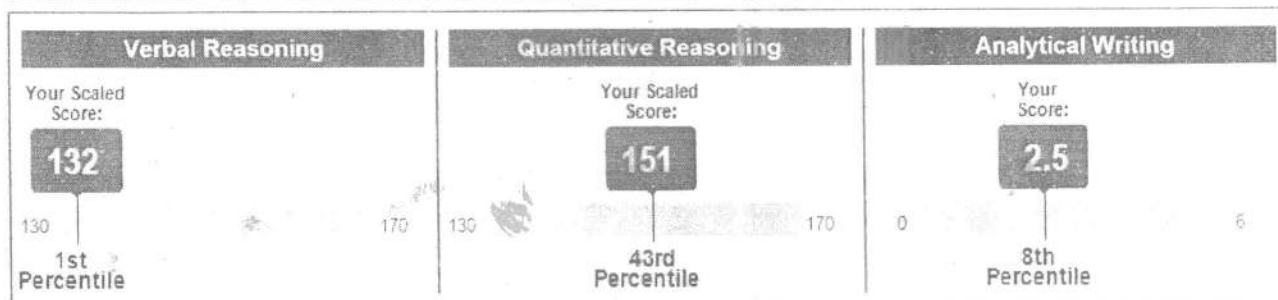 Verbal Reasoning
Your Scaled
Score:
132
130
170
1st
Percentile
Quantitative Reasoning
Your Scaled
Score:
151
130
170
43rd
Percentile
Analytical Writing
Your
Score:
2.5
0
6
8th
Percentile